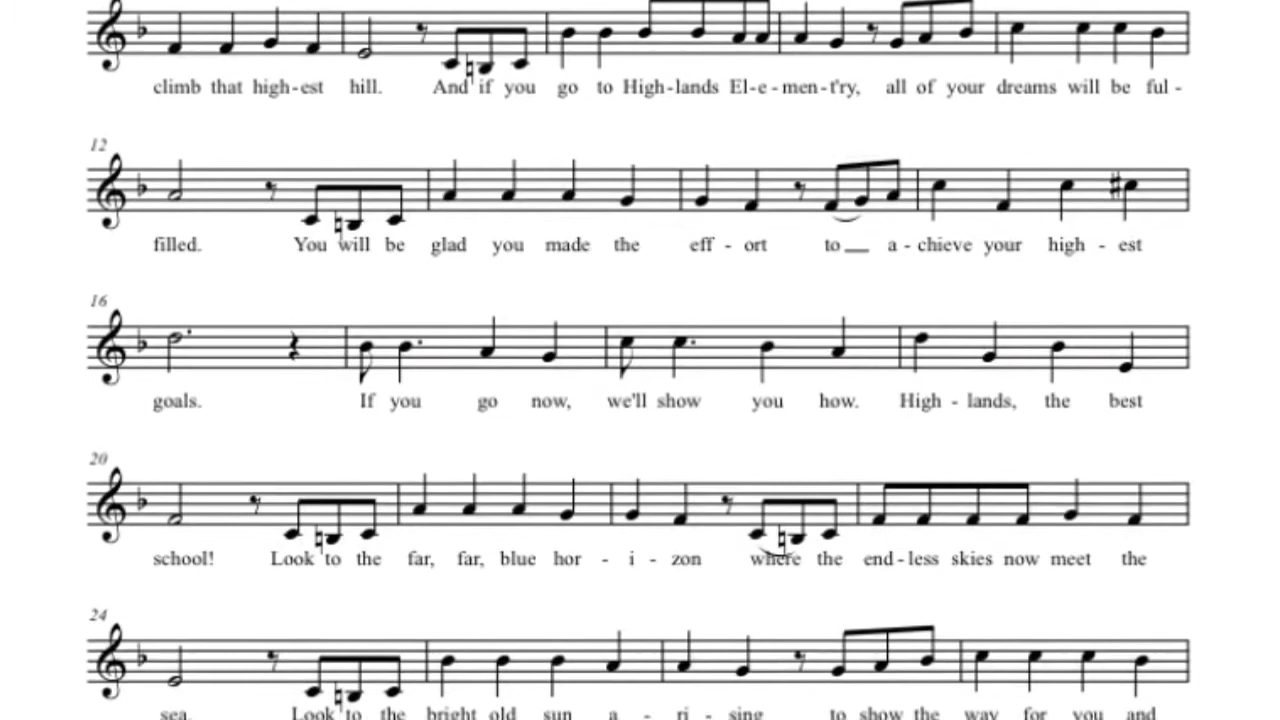 climb that high-est hill. And if you go to High-lands El-e-men-t'ry, all of your dreams will be ful-
12
filled. You will be glad you made the eff - ort to __ a - chieve your high - est
16
goals. If you go now, we'll show you how. High - lands, the best
20
school! Look to the far, far, blue hor - i - zon where the end - less skies now meet the
24
sea. Look to the bright old sun a - ri - sing to show the way for you and